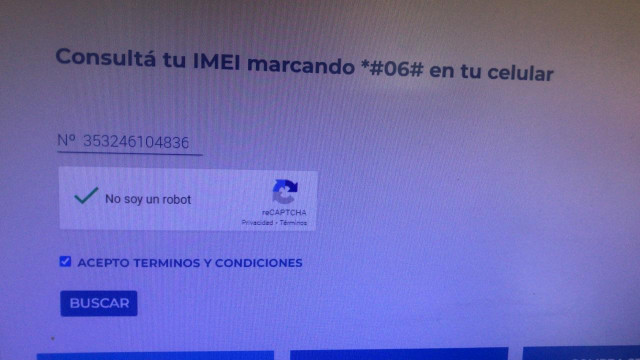 Consultá tu IMEI marcando *#06# en tu celular
Nº 353246104836
No soy un robot
reCAPTCHA
Privacidad - Términos
ACEPTO TERMINOS Y CONDICIONES
BUSCAR